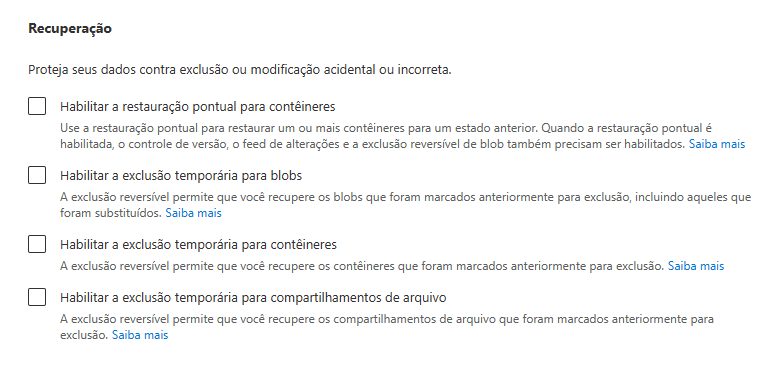 Recuperação
Proteja seus dados contra exclusão ou modificação acidental ou incorreta.
Habilitar a restauração pontual para contêineres
Use a restauração pontual para restaurar um ou mais contêineres para um estado anterior. Quando a restauração pontual é
habilitada, o controle de versão, o feed de alterações e a exclusão reversível de blob também precisam ser habilitados. Saiba mais
Habilitar a exclusão temporária para blobs
A exclusão reversível permite que você recupere os blobs que foram marcados anteriormente para exclusão, incluindo aqueles que
foram substituídos. Saiba mais
Habilitar a exclusão temporária para contêineres
A exclusão reversível permite que você recupere os contêineres que foram marcados anteriormente para exclusão. Saiba mais
Habilitar a exclusão temporária para compartilhamentos de arquivo
A exclusão reversível permite que você recupere os compartilhamentos de arquivo que foram marcados anteriormente para
exclusão. Saiba mais